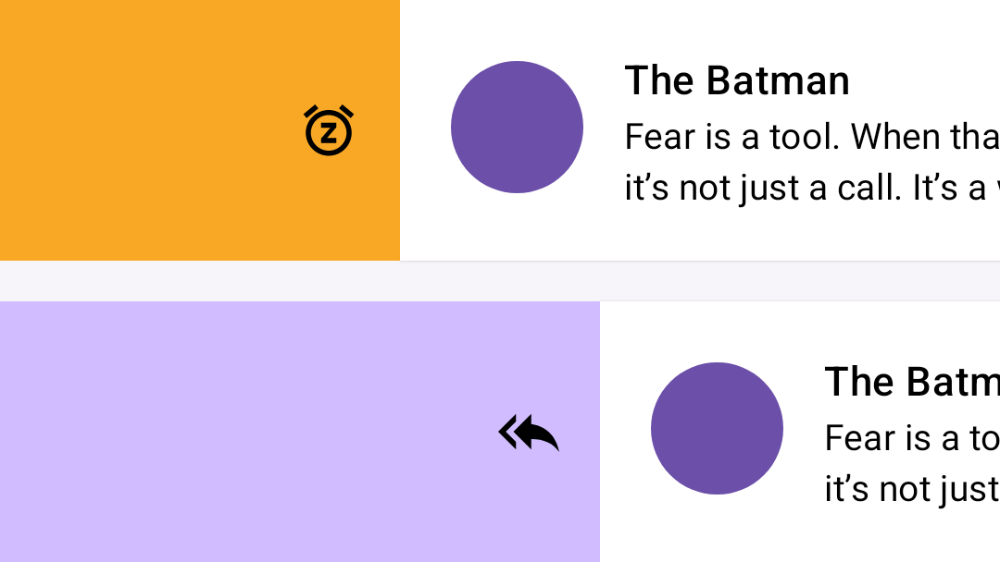 The Batman
Fear is a tool. When tha
it’s not just a call. It’s a
The Batm
Fear is a to
it’s not just